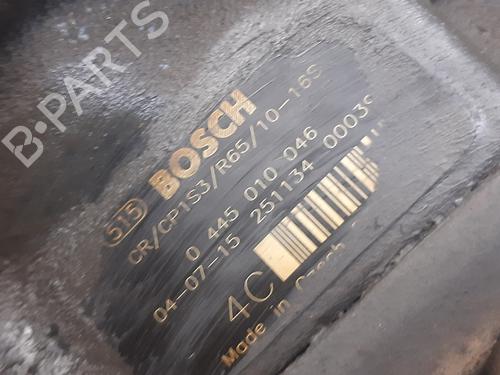 B-Parts
515 BOSCH
CR/CP1S3/R65/10-16S
0 445 010 046
04-07-15 251134 0003
4C
Made in Czech